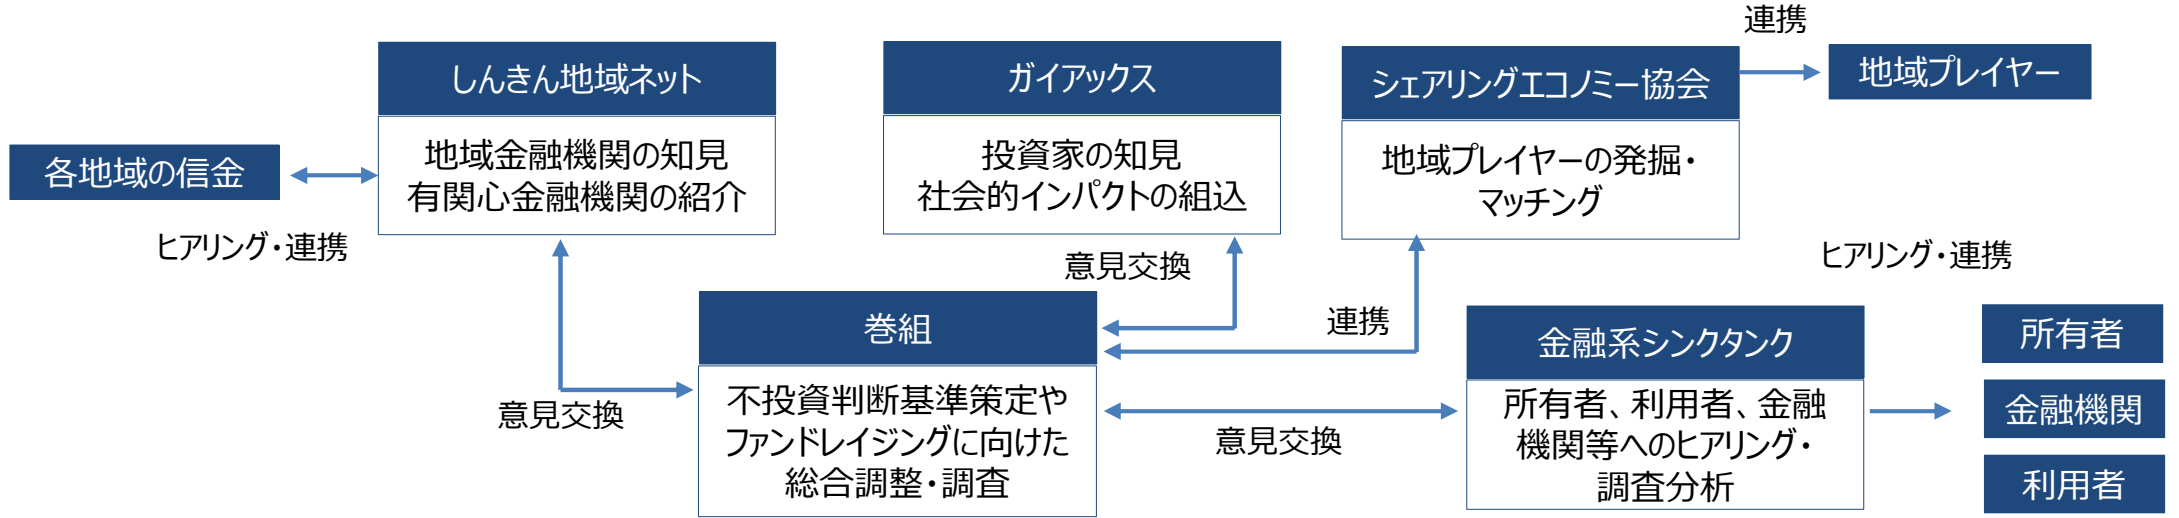 連携
しんきん地域ネット
ガイアックス
シェアリングエコノミー協会
地域プレイヤー
各地域の信金
地域金融機関の知見
有関心金融機関の紹介
投資家の知見
社会的インパクトの組込
地域プレイヤーの発掘・
マッチング
ヒアリング・連携
意見交換
ヒアリング・連携
巻組
連携
金融系シンクタンク
所有者
意見交換
不投資判断基準策定や
ファンドレイジングに向けた
総合調整・調査
意見交換
所有者、利用者、金融
機関等へのヒアリング・
調査分析
金融機関
利用者